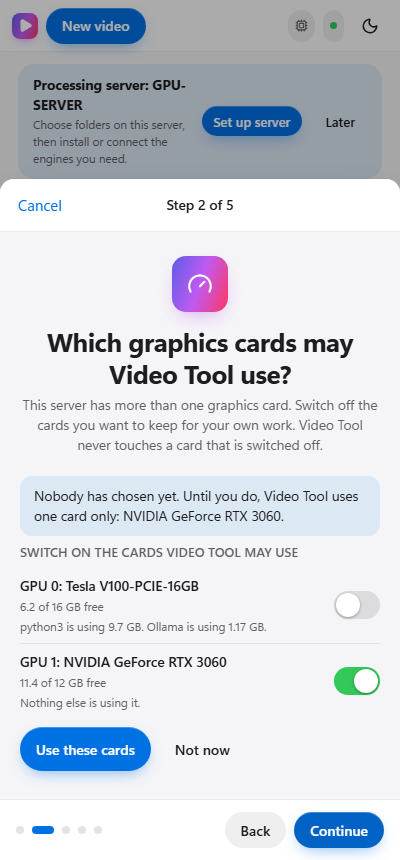 New video
Processing server: GPU-
SERVER
Choose folders on this server,
then install or connect the
engines you need.
Set up server
Later
Cancel
Step 2 of 5
Which graphics cards may
Video Tool use?
This server has more than one graphic card. Switch off the
cards you want to keep for your own work. Video Tool
never touches a card that is switched off.
Nobody has chosen yet. Until you do, Video Tool uses
one card only: NVIDIA GeForce RTX 3060.
SWITCH ON THE CARDS VIDEO TOOL MAY USE
GPU 0: Tesla V100-PCIE-16GB
6.2 of 16 GB free
python3 is using 9.7 GB. Ollama is using 1.17 GB.
GPU 1: NVIDIA GeForce RTX 3060
11.4 of 12 GB free
Nothing else is using it.
Use these cards
Not now
Back
Continue